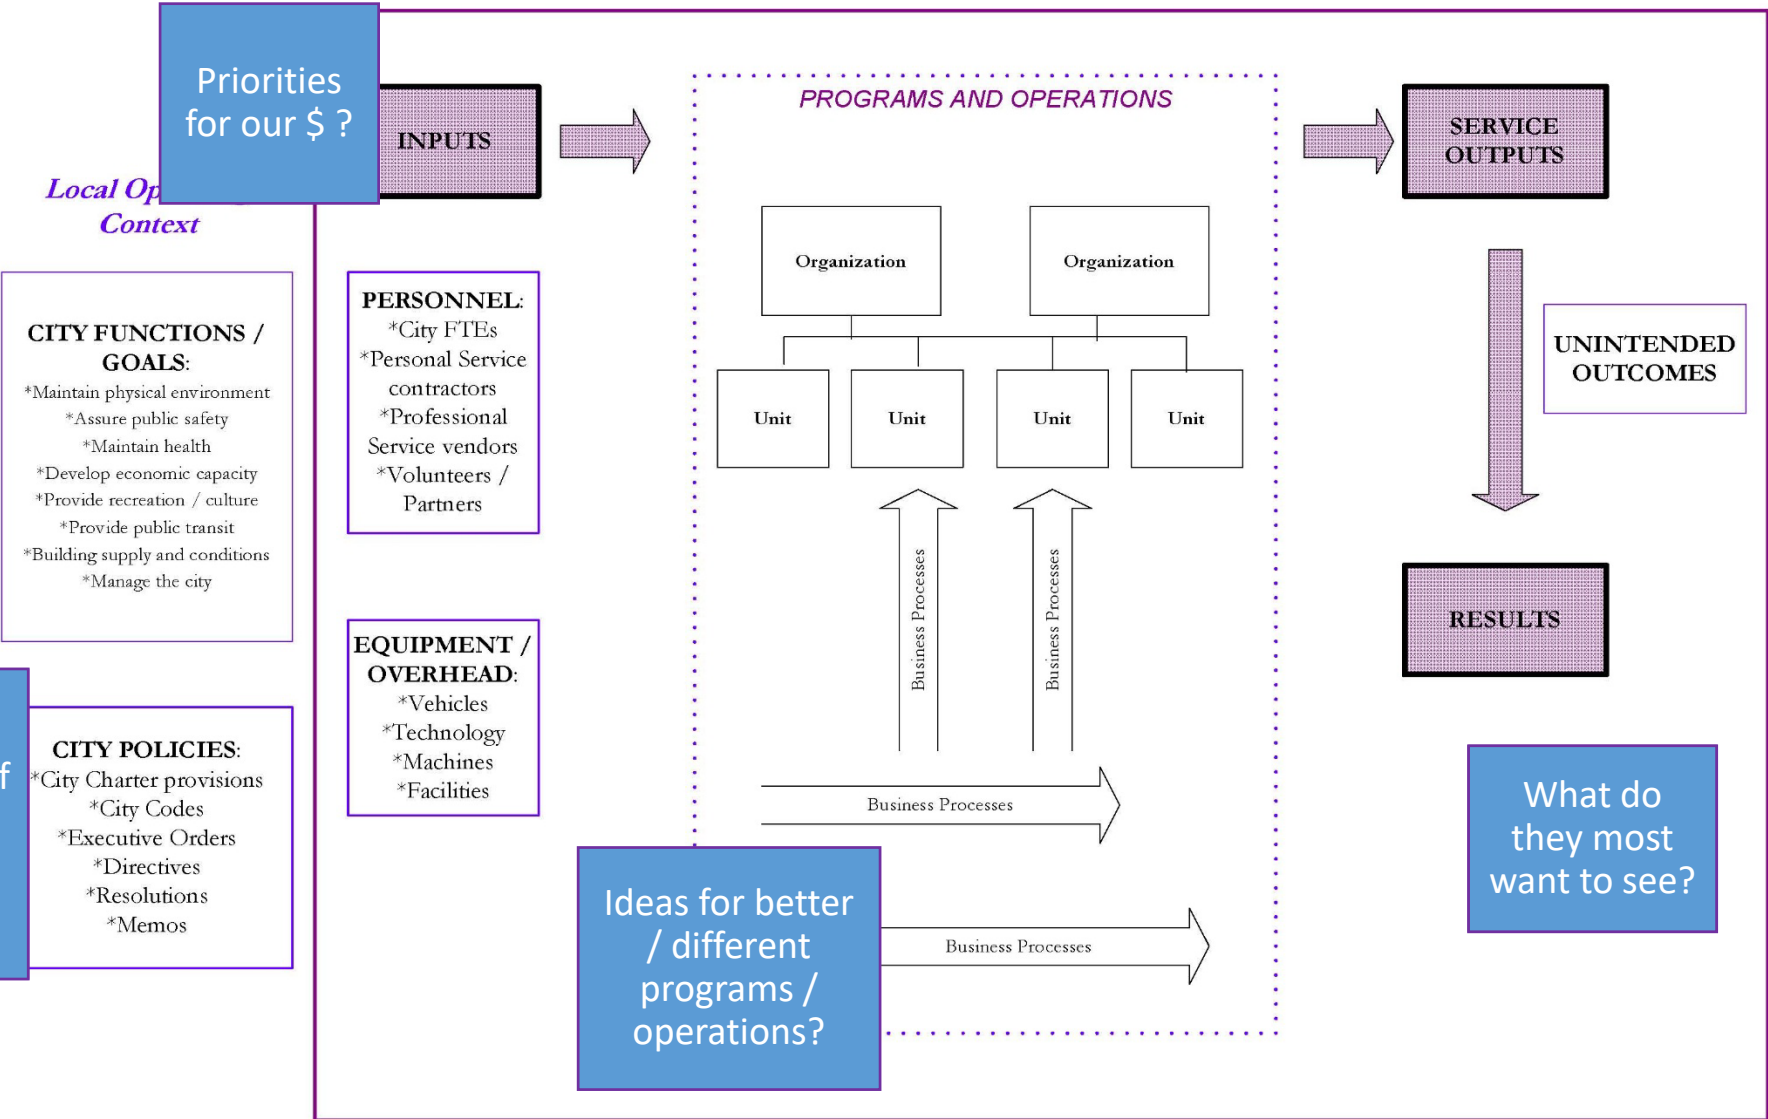 Priorities
for our $ ?
Local Op
Context
CITY FUNCTIONS /
GOALS:
*Maintain physical environment
*Assure public safety
*Maintain health
*Develop economic capacity
*Provide recreation / culture
*Provide public transit
*Building supply and conditions
*Manage the city
f
CITY POLICIES:
*City Charter provisions
*City Codes
*Executive Orders
*Directives
*Resolutions
*Memos
INPUTS
PERSONNEL:
*City FTEs
*Personal Service
contractors
*Professional
Service vendors
*Volunteers /
Partners
EQUIPMENT /
OVERHEAD:
*Vehicles
*Technology
*Machines
*Facilities
PROGRAMS AND OPERATIONS
Organization
Organization
Unit
Unit
Unit
Unit
Business Processes
Business Processes
Business Processes
Business Processes
Ideas for better
/ different
programs /
operations?
SERVICE
OUTPUTS
UNINTENDED
OUTCOMES
RESULTS
What do
they most
want to see?